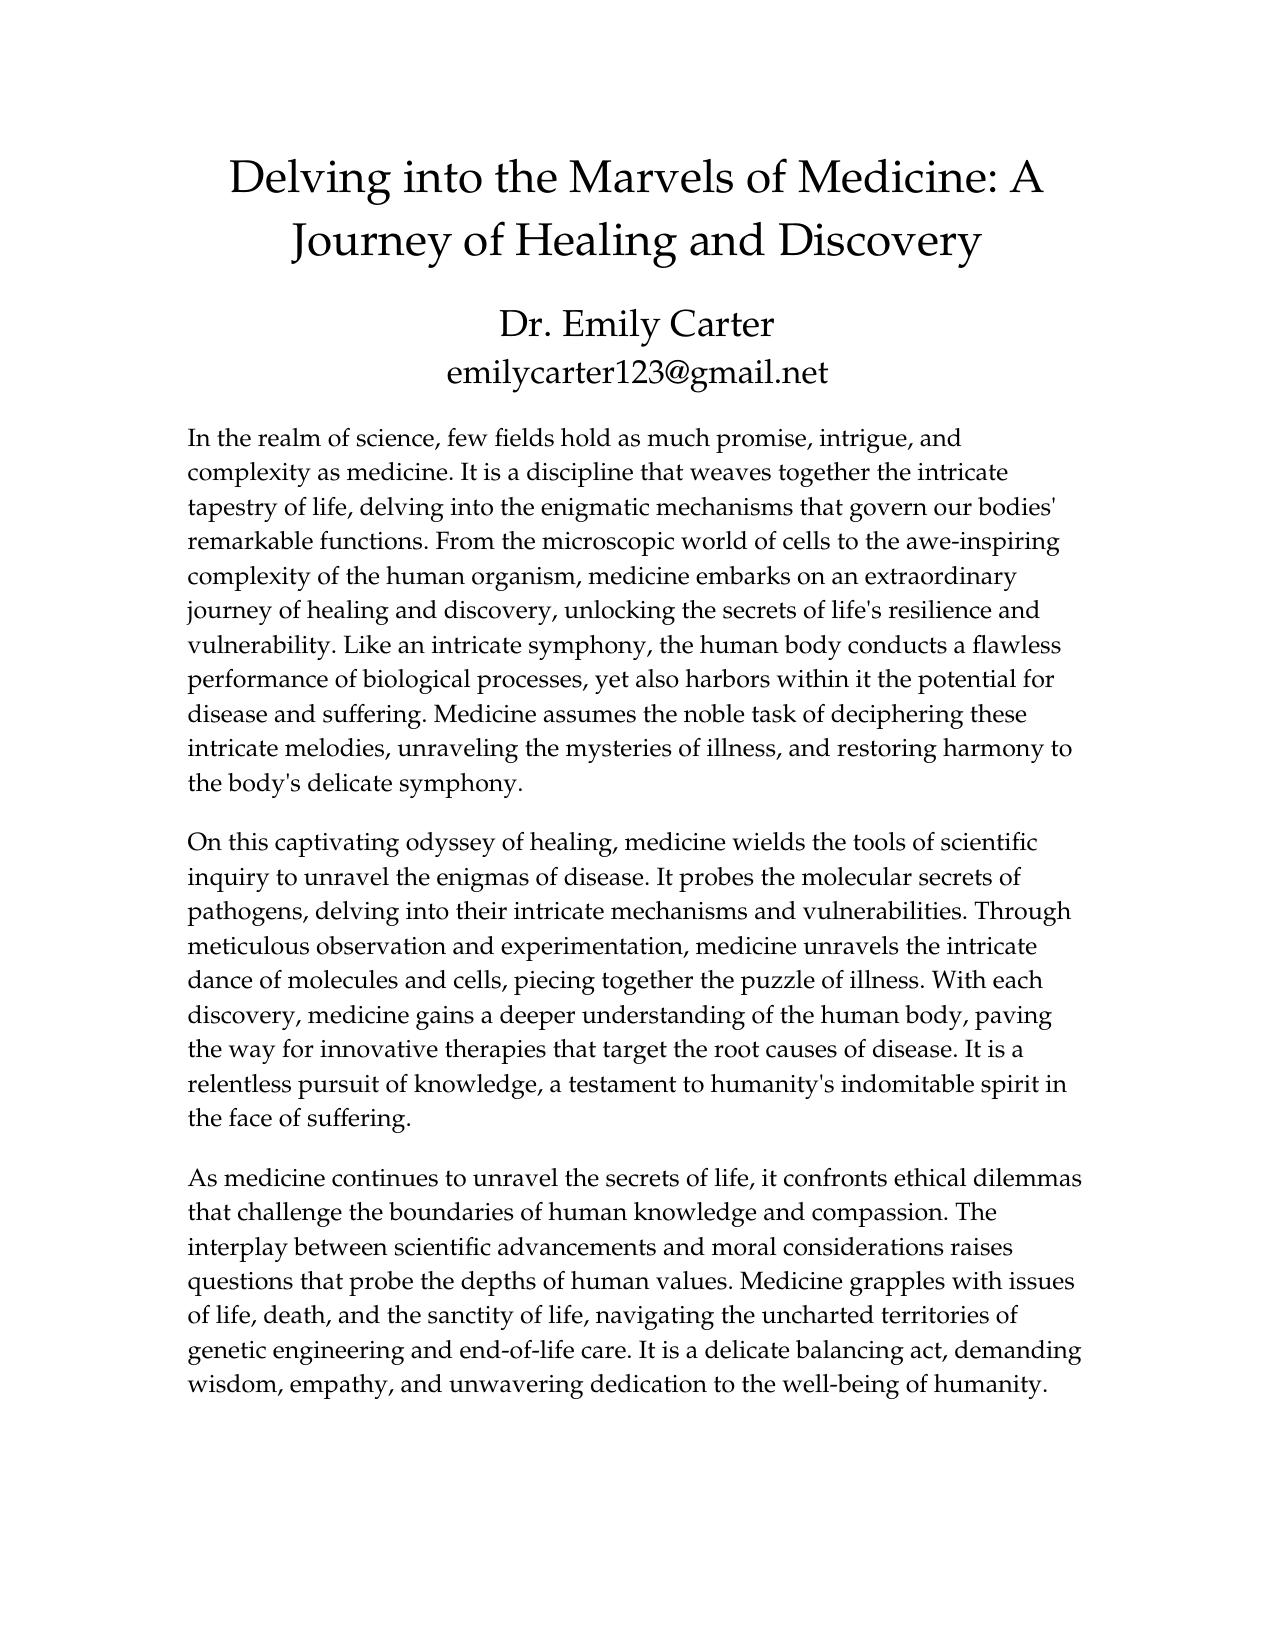 Delving into the Marvels of Medicine: A
Journey of Healing and Discovery
Dr. Emily Carter
emilycarter123@gmail.net
In the realm of science, few fields hold as much promise, intrigue, and
complexity as medicine. It is a discipline that weaves together the intricate
tapestry of life, delving into the enigmatic mechanisms that govern our bodies'
remarkable functions. From the microscopic world of cells to the awe-inspiring
complexity of the human organism, medicine embarks on an extraordinary
journey of healing and discovery, unlocking the secrets of life's resilience and
vulnerability. Like an intricate symphony, the human body conducts a flawless
performance of biological processes, yet also harbors within it the potential for
disease and suffering. Medicine assumes the noble task of deciphering these
intricate melodies, unraveling the mysteries of illness, and restoring harmony to
the body's delicate symphony.
On this captivating odyssey of healing, medicine wields the tools of scientific
inquiry to unravel the enigmas of disease. It probes the molecular secrets of
pathogens, delving into their intricate mechanisms and vulnerabilities. Through
meticulous observation and experimentation, medicine unravels the intricate
dance of molecules and cells, piecing together the puzzle of illness. With each
discovery, medicine gains a deeper understanding of the human body, paving
the way for innovative therapies that target the root causes of disease. It is a
relentless pursuit of knowledge, a testament to humanity's indomitable spirit in
the face of suffering.
As medicine continues to unravel the secrets of life, it confronts ethical dilemmas
that challenge the boundaries of human knowledge and compassion. The
interplay between scientific advancements and moral considerations raises
questions that probe the depths of human values. Medicine grapples with issues
of life, death, and the sanctity of life, navigating the uncharted territories of
genetic engineering and end-of-life care. It is a delicate balancing act, demanding
wisdom, empathy, and unwavering dedication to the well-being of humanity.